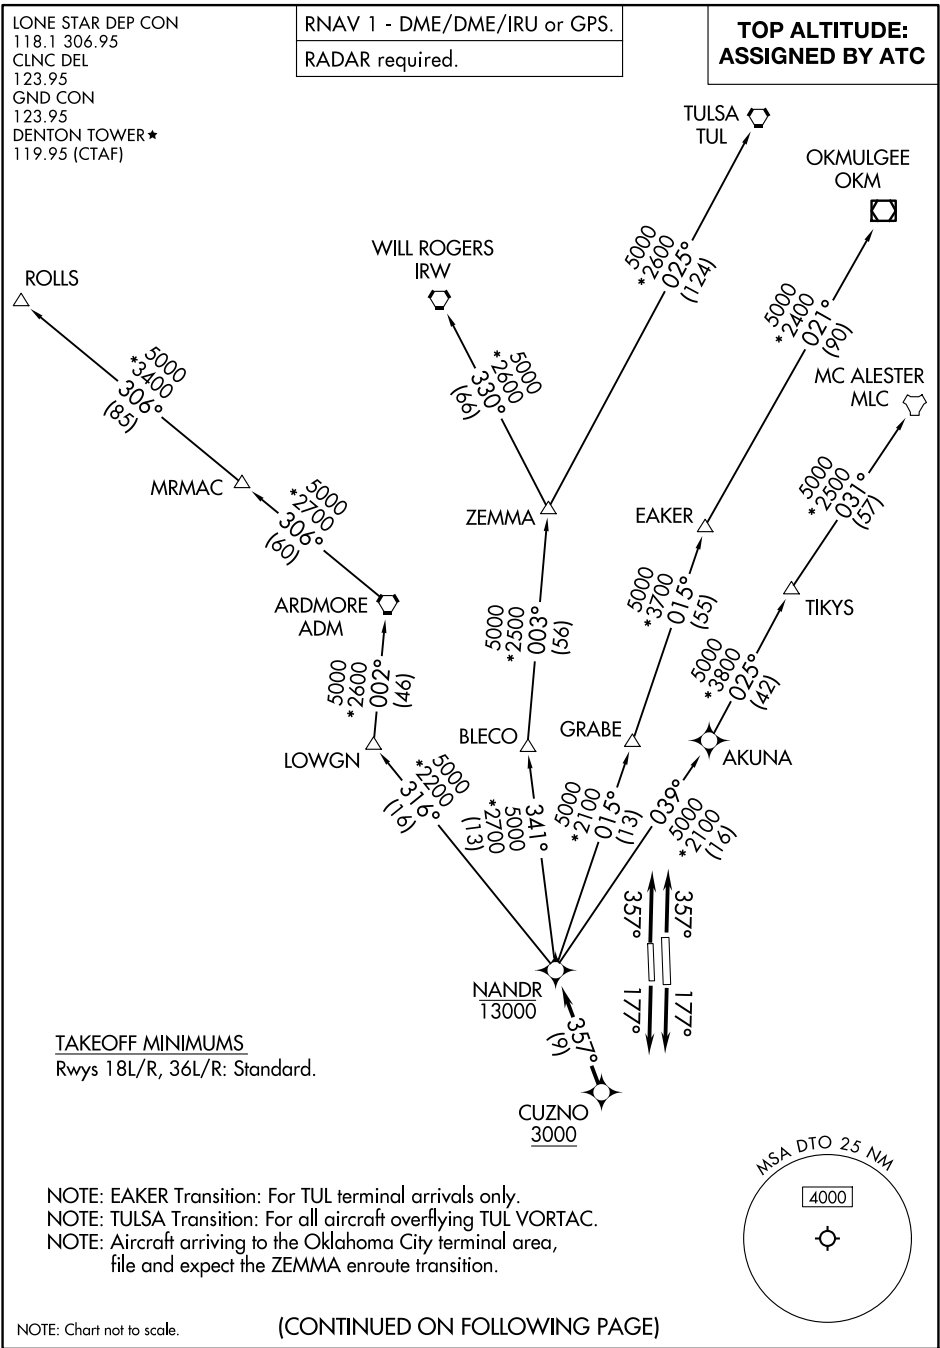 LONE STAR DEP CON
118.1 306.95
CLNC DEL
123.95
GND CON
123.95
DENTON TOWER★
119.95 (CTAF)
RNAV 1 - DME/DME/IRU or GPS.
RADAR required.
TOP ALTITUDE:
ASSIGNED BY ATC
TULSA
TUL
OKMULGEE
OKM
WILL ROGERS
IRW
ROLLS
5000
*2600
025°
(124)
5000
*2400
021°
(90)
5000
*3400
306°
(85)
5000
*2600
330°
(66)
MC ALESTER
MLC
MRMAC
5000
*2700
306°
(60)
ZEMMA
EAKER
5000
*2500
031°
(57)
ARDMORE
ADM
5000
*2500
003°
(56)
5000
*3700
015°
(55)
TIKYS
5000
*2600
002°
(46)
5000
*3800
025°
(42)
LOWGN
BLECO
GRABE
AKUNA
5000
*2200
316°
(16)
341°
5000
*2700
(13)
5000
*2100
015°
(13)
039°
5000
*2100
(16)
357°
357°
177°
177°
NANDR
13000
357°
(9)
CUZNO
3000
TAKEOFF MINIMUMS
Rwys 18L/R, 36L/R: Standard.
MSA DTO 25 NM
4000
NOTE: EAKER Transition: For TUL terminal arrivals only.
NOTE: TULSA Transition: For all aircraft overflying TUL VORTAC.
NOTE: Aircraft arriving to the Oklahoma City terminal area,
file and expect the ZEMMA enroute transition.
NOTE: Chart not to scale.
(CONTINUED ON FOLLOWING PAGE)